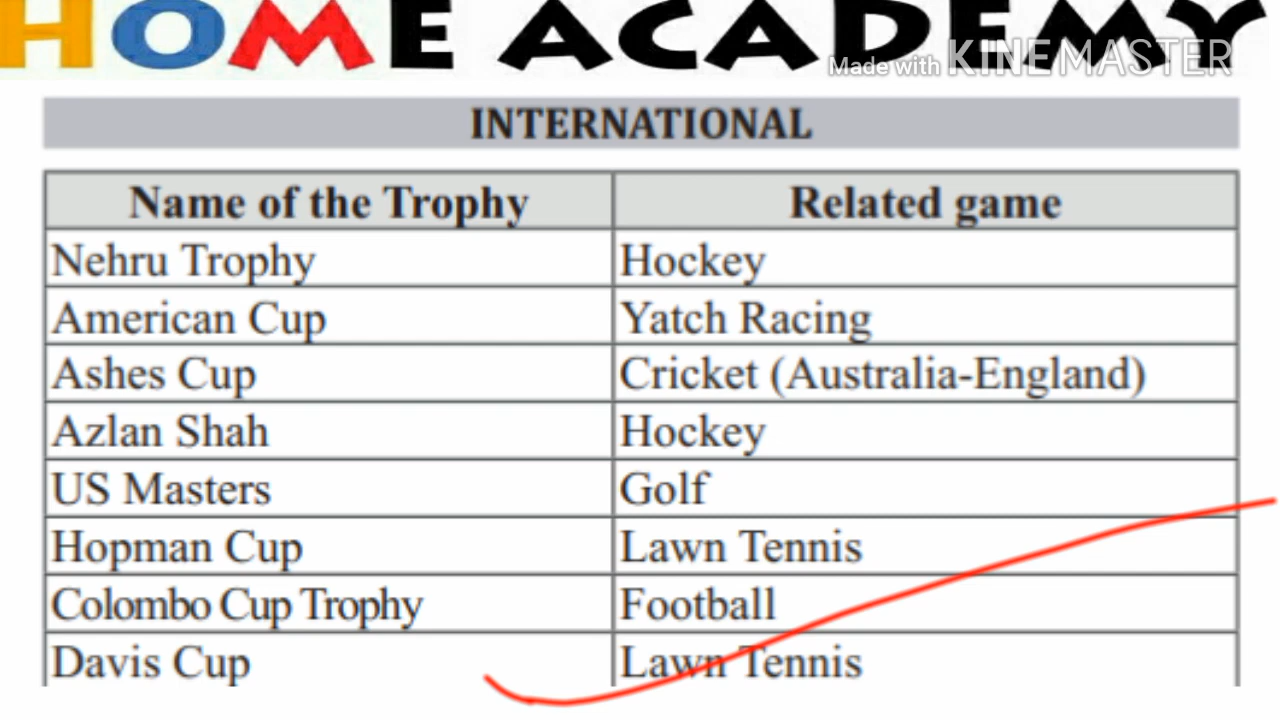 HOME ACADEMY
Made with KINEMASTER
INTERNATIONAL
Name of the Trophy Related game
Nehru Trophy Hockey
American Cup Yatch Racing
Ashes Cup Cricket (Australia-England)
Azlan Shah Hockey
US Masters Golf
Hopman Cup Lawn Tennis
Colombo Cup Trophy Football
Davis Cup Lawn Tennis